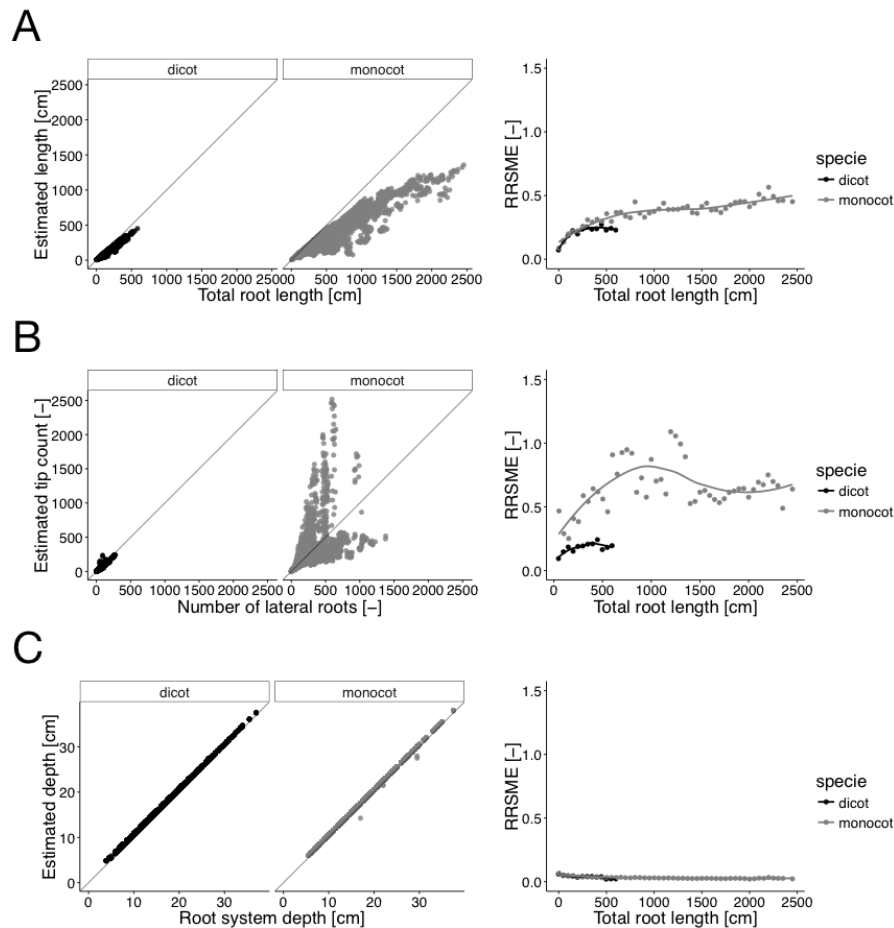 A
dicot
monocot
Estimated length [cm]
2500
2000
1500
1000
500
0
0 500 1000 1500 2000 2500
0 500 1000 1500 2000 2500
Total root length [cm]
RRSME [-]
1.5
1.0
0.5
0.0
0 500 1000 1500 2000 2500
Total root length [cm]
specie
dicot
monocot
B
dicot
monocot
Estimated tip count [-]
2500
2000
1500
1000
500
0
0 500 1000 1500 2000 2500
0 500 1000 1500 2000 2500
Number of lateral roots [-]
RRSME [-]
1.5
1.0
0.5
0.0
0 500 1000 1500 2000 2500
Total root length [cm]
specie
dicot
monocot
C
dicot
monocot
Estimated depth [cm]
30
20
10
0
0 10 20 30
0 10 20 30
Root system depth [cm]
RRSME [-]
1.5
1.0
0.5
0.0
0 500 1000 1500 2000 2500
Total root length [cm]
specie
dicot
monocot